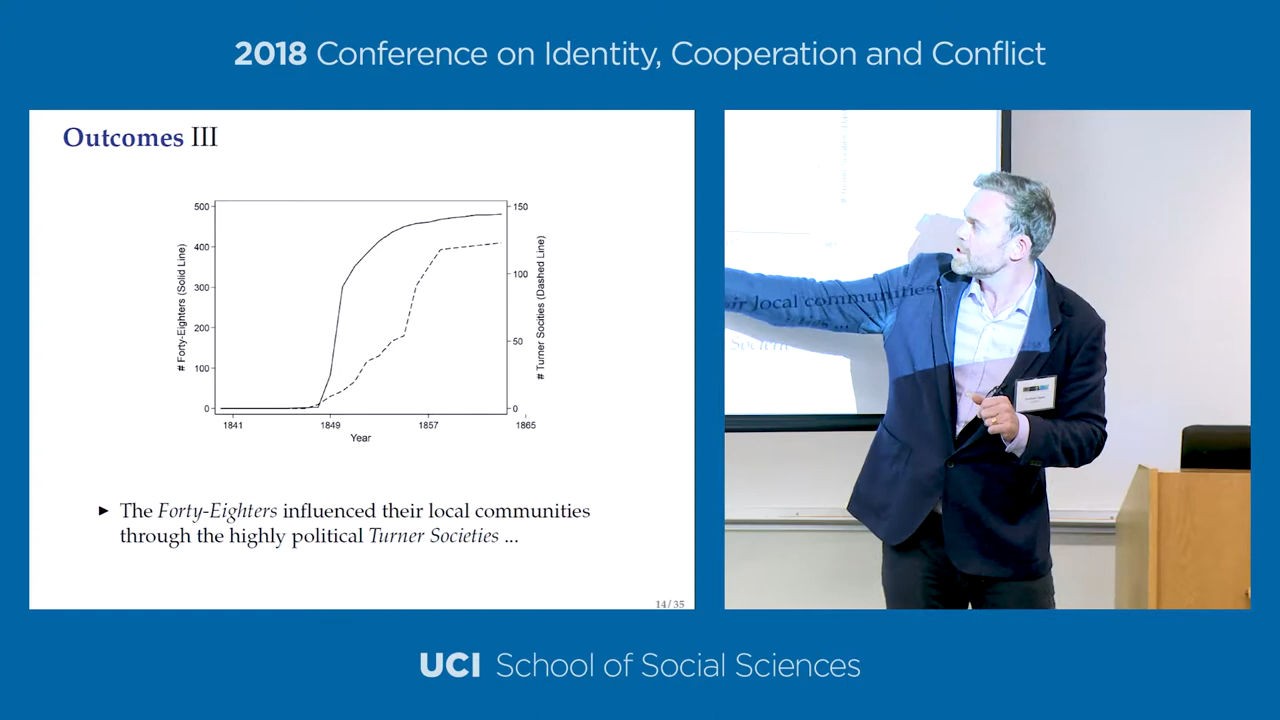 2018 Conference on Identity, Cooperation and Conflict
Outcomes III
500
400
300
200
100
0
# Forty-Eighters (Solid Line)
150
100
50
0
# Turner Socities (Dashed Line)
1841
1849
1857
1865
Year
► The Forty-Eighters influenced their local communities
through the highly political Turner Societies ...
14/35
local communities
UCI School of Social Sciences